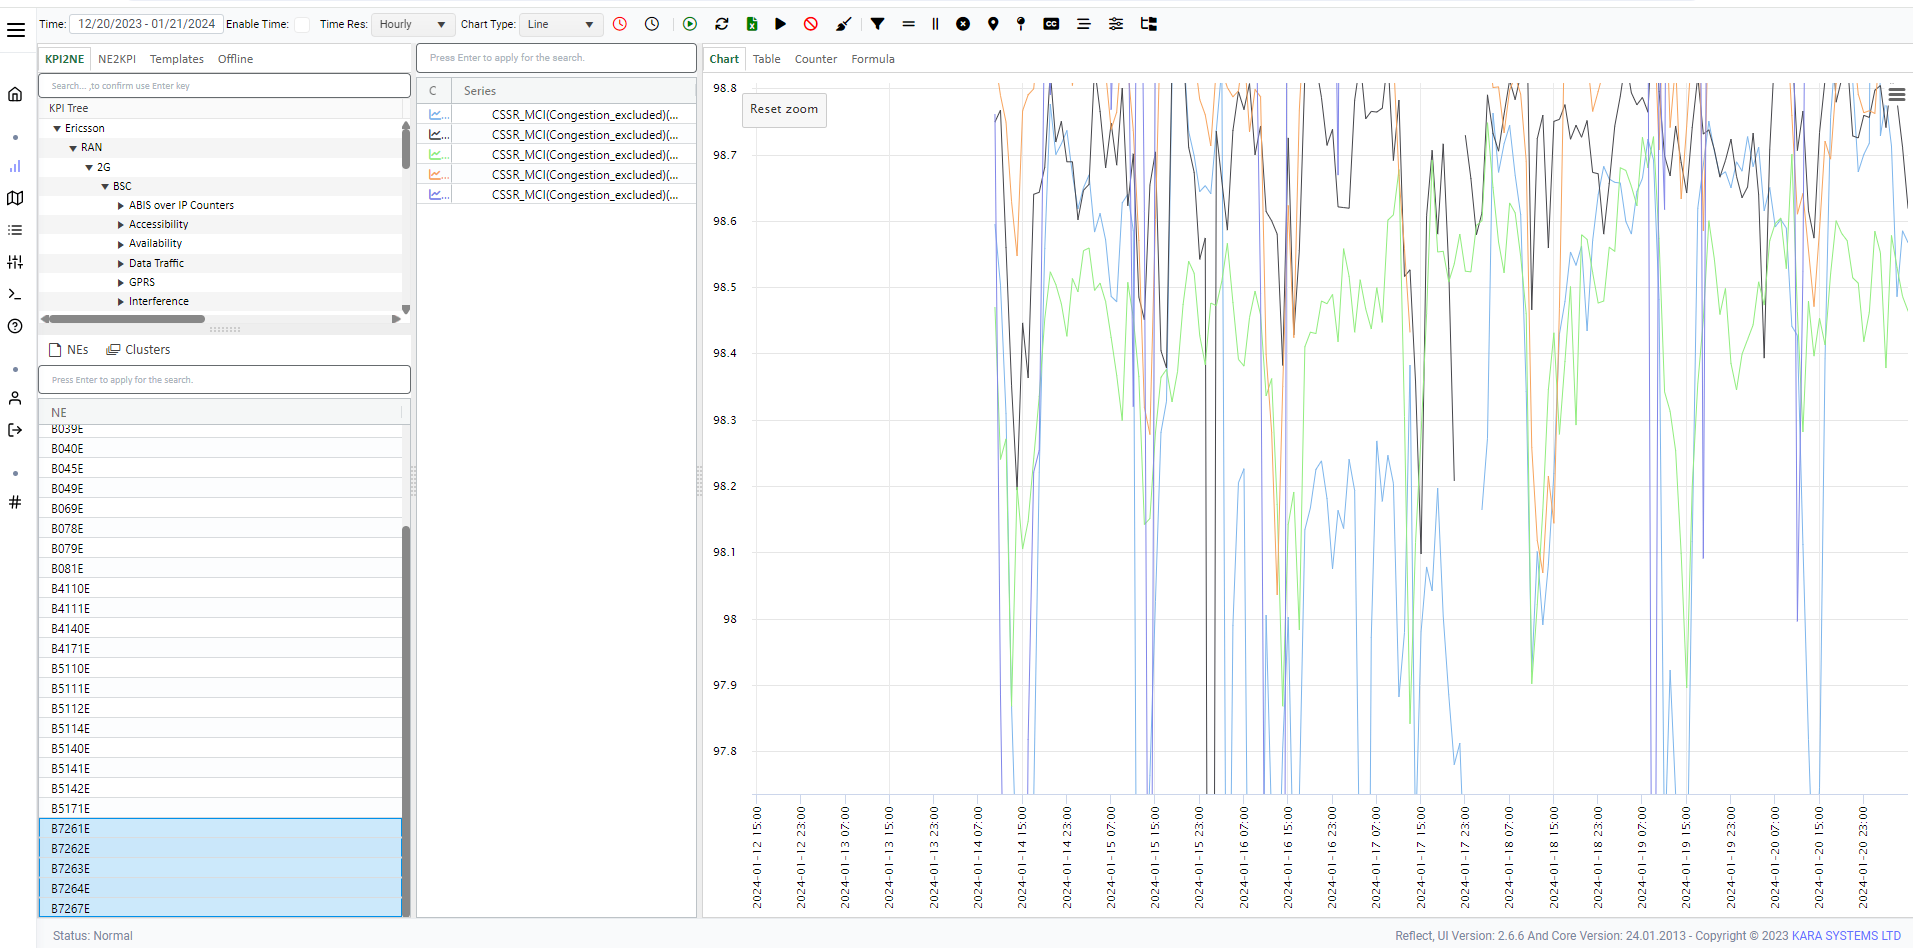 Time: 12/20/2023 - 01/21/2024 Enable Time: Time Res: Hourly Chart Type: Line
KPI2NE NE2KPI Templates Offline
Search... ,to confirm use Enter key
KPI Tree
Ericsson
RAN
2G
BSC
ABIS over IP Counters
Accessibility
Availability
Data Traffic
GPRS
Interference
NEs Clusters
Press Enter to apply for the search.
NE
B039E
B040E
B045E
B049E
B069E
B078E
B079E
B081E
B4110E
B4111E
B4140E
B4171E
B5110E
B5111E
B5112E
B5114E
B5140E
B5141E
B5142E
B5171E
B7261E
B7262E
B7263E
B7264E
B7267E
Press Enter to apply for the search.
C Series
CSSR_MCI(Congestion_excluded)(...
CSSR_MCI(Congestion_excluded)(...
CSSR_MCI(Congestion_excluded)(...
CSSR_MCI(Congestion_excluded)(...
CSSR_MCI(Congestion_excluded)(...
Chart Table Counter Formula
Reset zoom
98.8
98.7
98.6
98.5
98.4
98.3
98.2
98.1
98
97.9
97.8
2024-01-12 15:00
2024-01-12 23:00
2024-01-13 07:00
2024-01-13 15:00
2024-01-13 23:00
2024-01-14 07:00
2024-01-14 15:00
2024-01-14 23:00
2024-01-15 07:00
2024-01-15 15:00
2024-01-15 23:00
2024-01-16 07:00
2024-01-16 15:00
2024-01-16 23:00
2024-01-17 07:00
2024-01-17 15:00
2024-01-17 23:00
2024-01-18 07:00
2024-01-18 15:00
2024-01-18 23:00
2024-01-19 07:00
2024-01-19 15:00
2024-01-19 23:00
2024-01-20 07:00
2024-01-20 15:00
2024-01-20 23:00
Status: Normal
Reflect, UI Version: 2.6.6 And Core Version: 24.01.2013 - Copyright © 2023 KARA SYSTEMS LTD